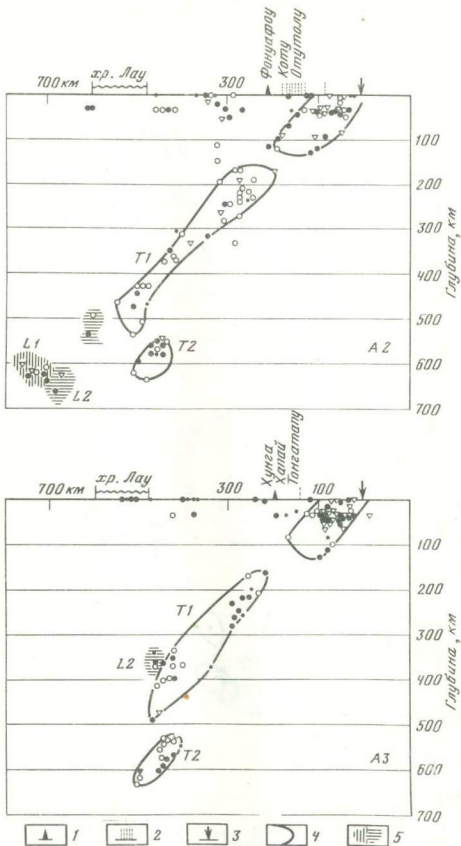 Фонуафоу
Коту
Отутолу
хр. Лау
700 км 300
100
200
300
400
500
600
700
Глубина, км
T1
T2
L1
L2
A2
Хунга
Хапай
Тонгатапу
хр. Лау
700 км 300 100
100
200
300
400
500
600
700
Глубина, км
T1
L2
T2
A3
1 2 3 4 5